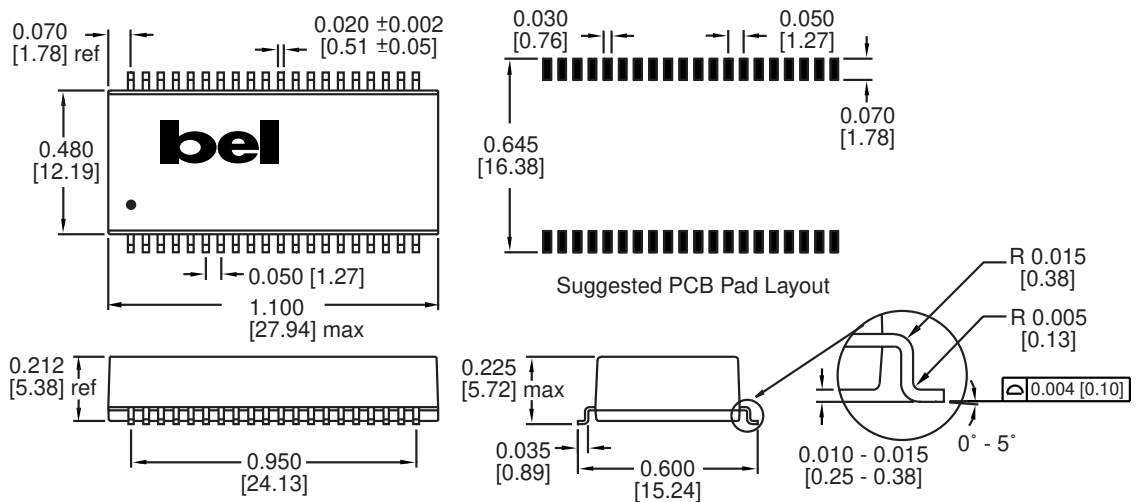 0.070
[1.78] ref
0.020 ±0.002
[0.51 ±0.05]
0.480
[12.19]
bel
0.050 [1.27]
1.100
[27.94] max
0.030
[0.76]
0.050
[1.27]
0.645
[16.38]
0.070
[1.78]
Suggested PCB Pad Layout
0.212
[5.38] ref
0.950
[24.13]
0.225
[5.72] max
0.035
[0.89]
0.600
[15.24]
R 0.015
[0.38]
R 0.005
[0.13]
0.004 [0.10]
0° - 5°
0.010 - 0.015
[0.25 - 0.38]